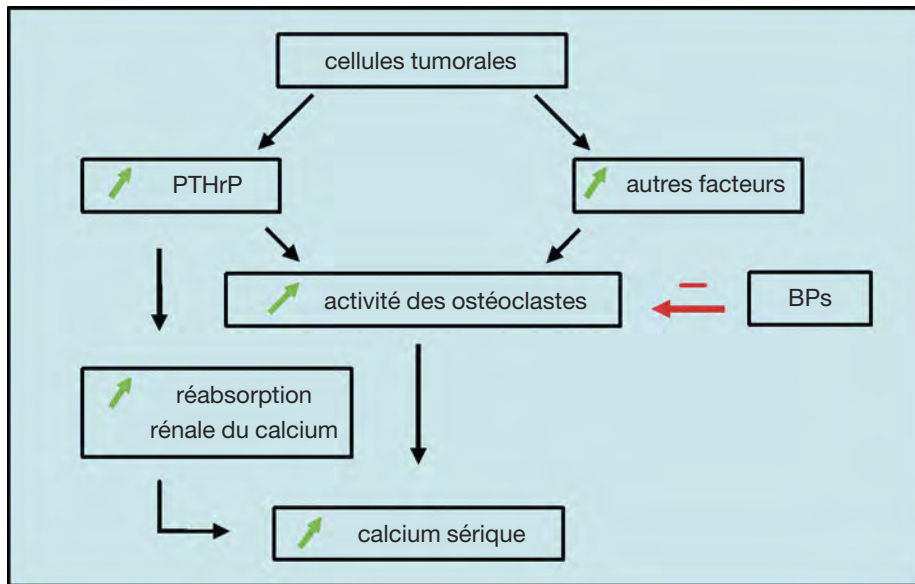 cellules tumorales
PTHrP
autres facteurs
activité des ostéoclastes
BPs
réabsorption
rénale du calcium
calcium sérique